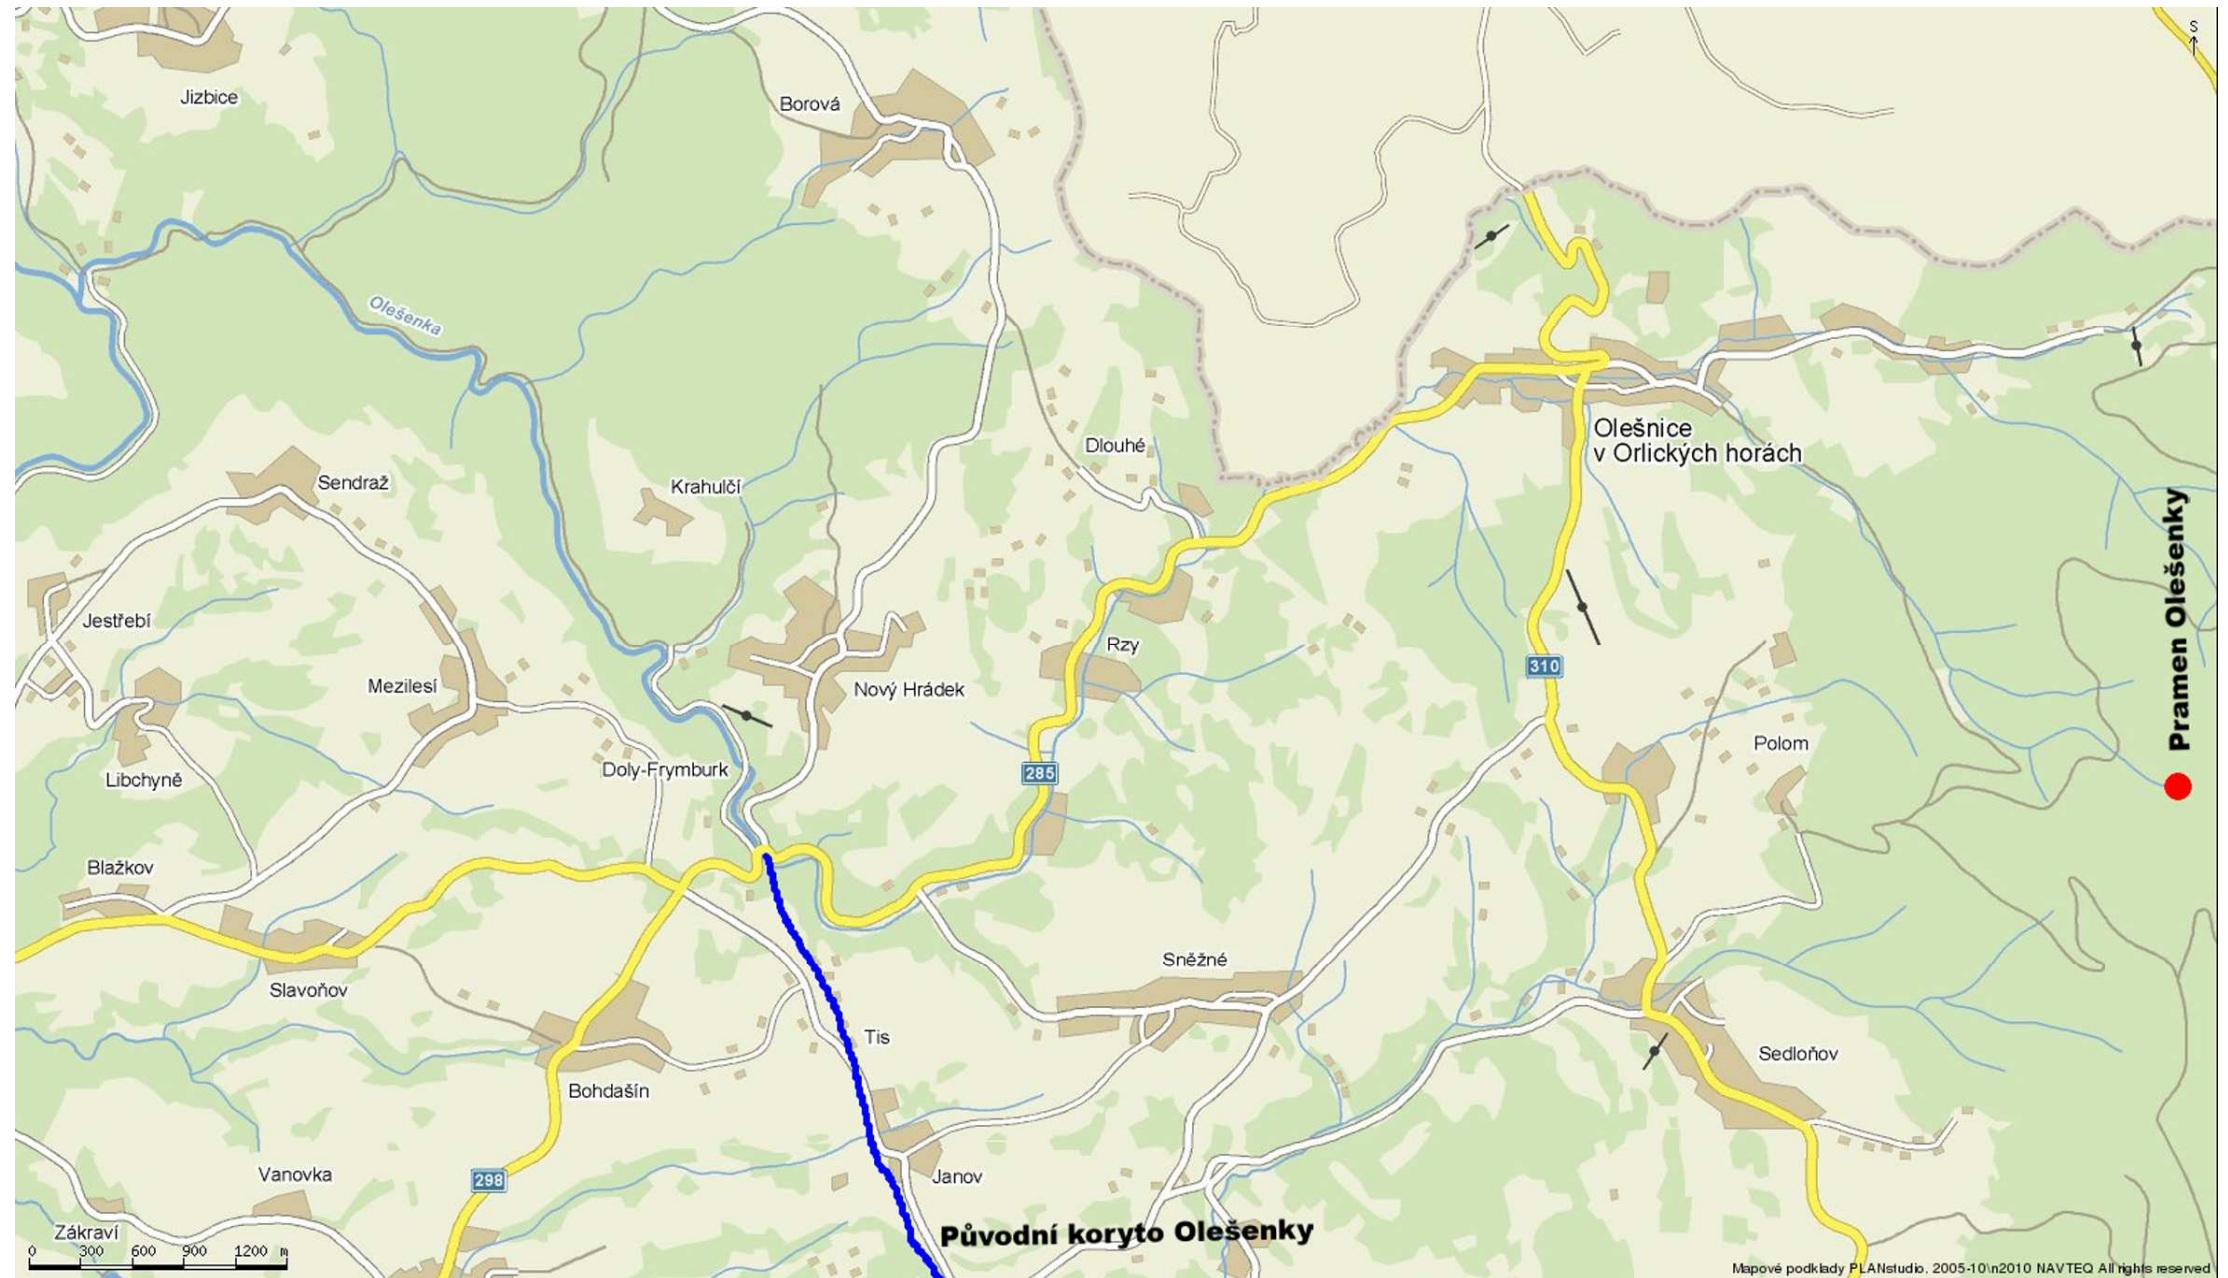 S
Jizbice
Borová
Olešenka
Olešnice
v Orlických horách
Dlouhé
Sendraž
Krahulčí
Pramen Olešenky
Jestřebí
Rzy
310
Mezilesí
Nový Hrádek
Polom
Doly-Frymburk
285
Libchyně
Blažkov
Sněžné
Slavoňov
Tis
Sedloňov
Bohdašín
Vanovka
298
Janov
Zákraví
Původní koryto Olešenky
0 300 600 900 1200 m
Mapové podklady PLANstudio, 2005-10\n2010 NAVTEQ All rights reserved